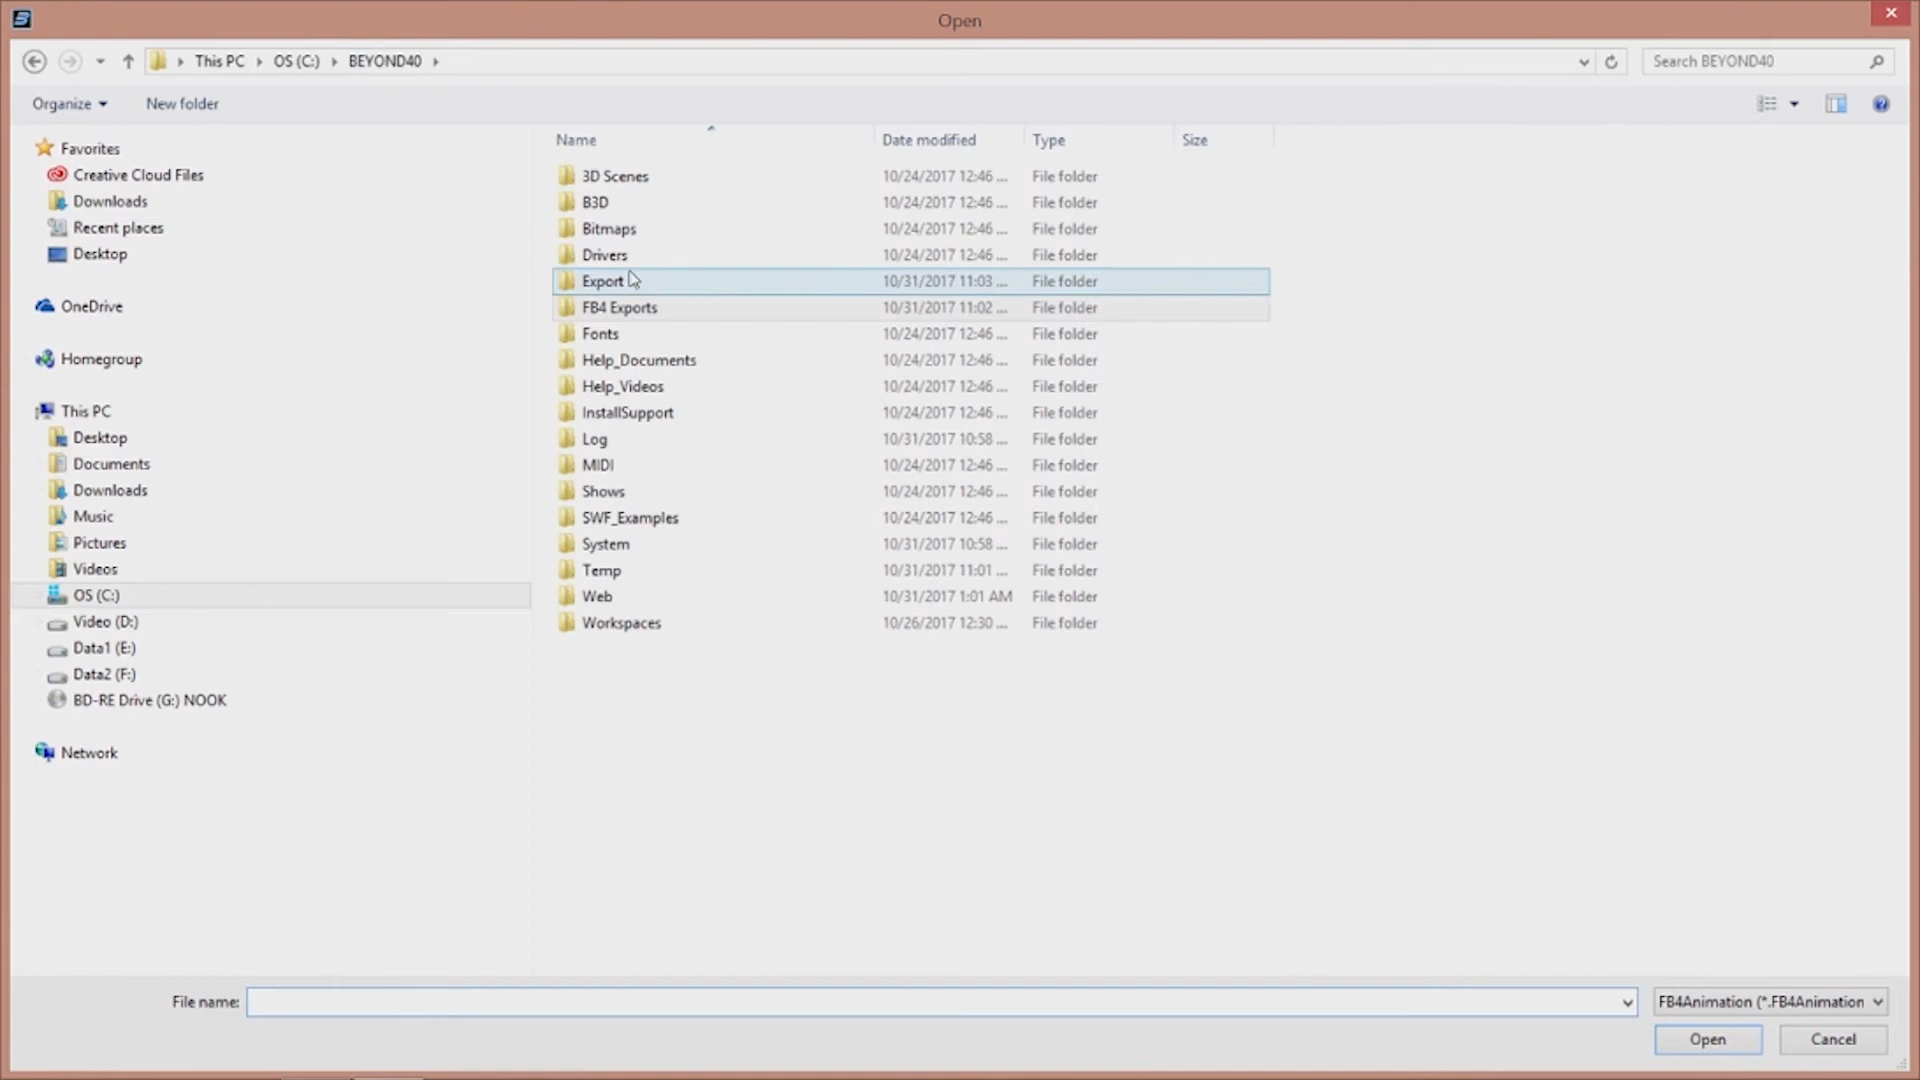 Open
This PC OS (C:) BEYOND40
Search BEYOND40
Organize New folder
Name Date modified Type Size
Favorites
Creative Cloud Files
Downloads
Recent places
Desktop
OneDrive
Homegroup
This PC
Desktop
Documents
Downloads
Music
Pictures
Videos
OS (C:)
Video (D:)
Data1 (E:)
Data2 (F:)
BD-RE Drive (G:) NOOK
Network
3D Scenes 10/24/2017 12:46 ... File folder
B3D 10/24/2017 12:46 ... File folder
Bitmaps 10/24/2017 12:46 ... File folder
Drivers 10/24/2017 12:46 ... File folder
Export 10/31/2017 11:03 ... File folder
FB4 Exports 10/31/2017 11:02 ... File folder
Fonts 10/24/2017 12:46 ... File folder
Help_Documents 10/24/2017 12:46 ... File folder
Help_Videos 10/24/2017 12:46 ... File folder
InstallSupport 10/24/2017 12:46 ... File folder
Log 10/31/2017 10:58 ... File folder
MIDI 10/24/2017 12:46 ... File folder
Shows 10/24/2017 12:46 ... File folder
SWF_Examples 10/24/2017 12:46 ... File folder
System 10/31/2017 10:58 ... File folder
Temp 10/31/2017 11:01 ... File folder
Web 10/31/2017 1:01 AM File folder
Workspaces 10/26/2017 12:30 ... File folder
File name: FB4Animation (*.FB4Animation
Open Cancel